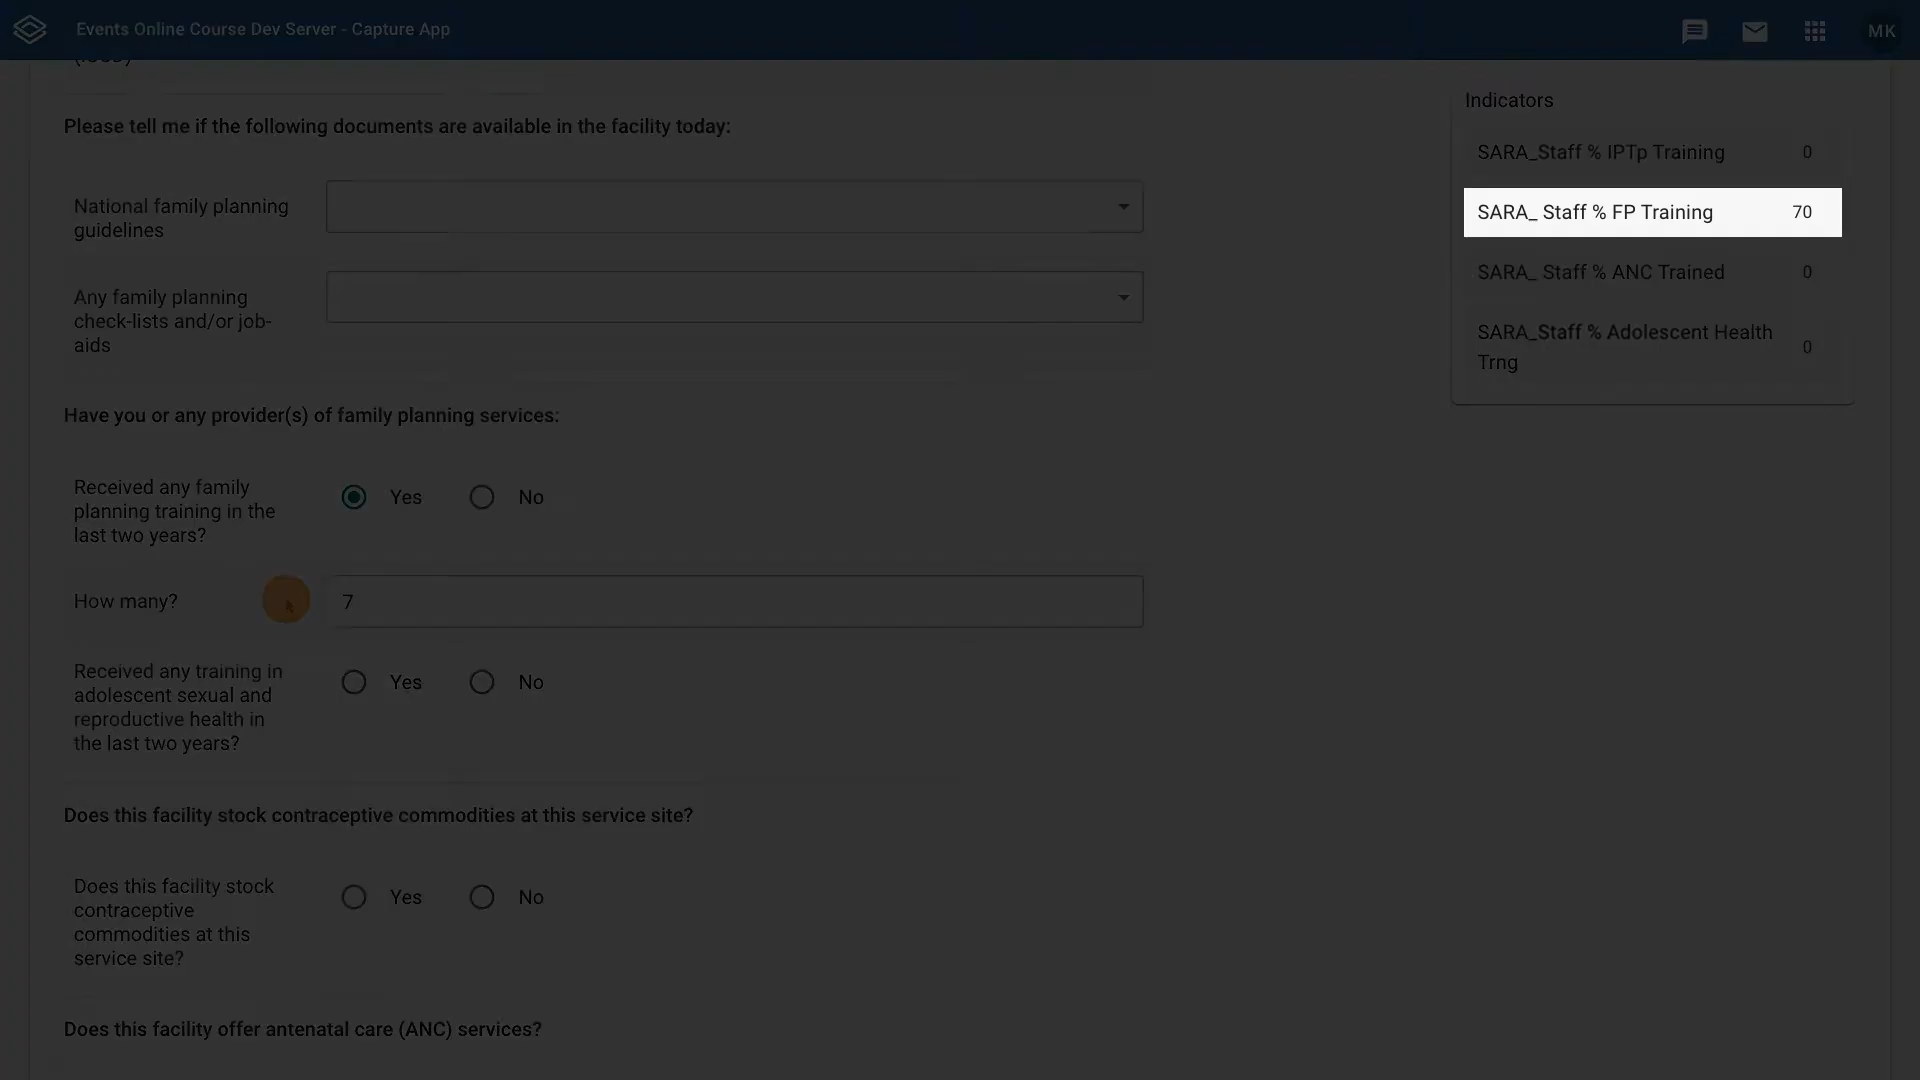 Events Online Course Dev Server - Capture App
MK
Please tell me if the following documents are available in the facility today:
National family planning
guidelines
Any family planning
check-lists and/or job-
aids
Have you or any provider(s) of family planning services:
Received any family
planning training in the
last two years?
Yes No
How many?
7
Received any training in
adolescent sexual and
reproductive health in
the last two years?
Yes No
Does this facility stock contraceptive commodities at this service site?
Does this facility stock
contraceptive
commodities at this
service site?
Yes No
Does this facility offer antenatal care (ANC) services?
Indicators
SARA_Staff % IPTp Training 0
SARA_ Staff % FP Training 70
SARA_ Staff % ANC Trained 0
SARA_Staff % Adolescent Health
Trng
0